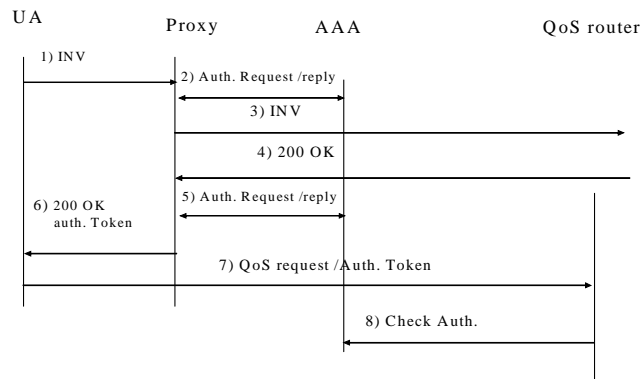 UA
Proxy
AAA
QoS router
1) INV
2) Auth. Request /reply
3) INV
4) 200 OK
5) Auth. Request /reply
6) 200 OK
auth. Token
7) QoS request /Auth. Token
8) Check Auth.